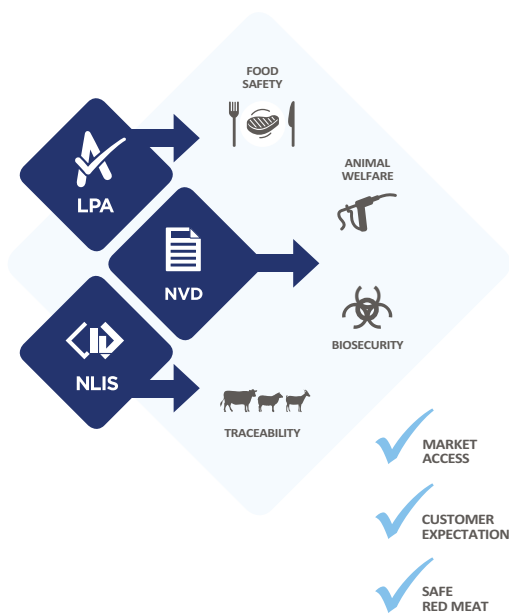 FOOD
SAFETY
ANIMAL
WELFARE
LPA
NVD
BIOSECURITY
NLIS
TRACEABILITY
MARKET
ACCESS
CUSTOMER
EXPECTATION
SAFE
RED MEAT